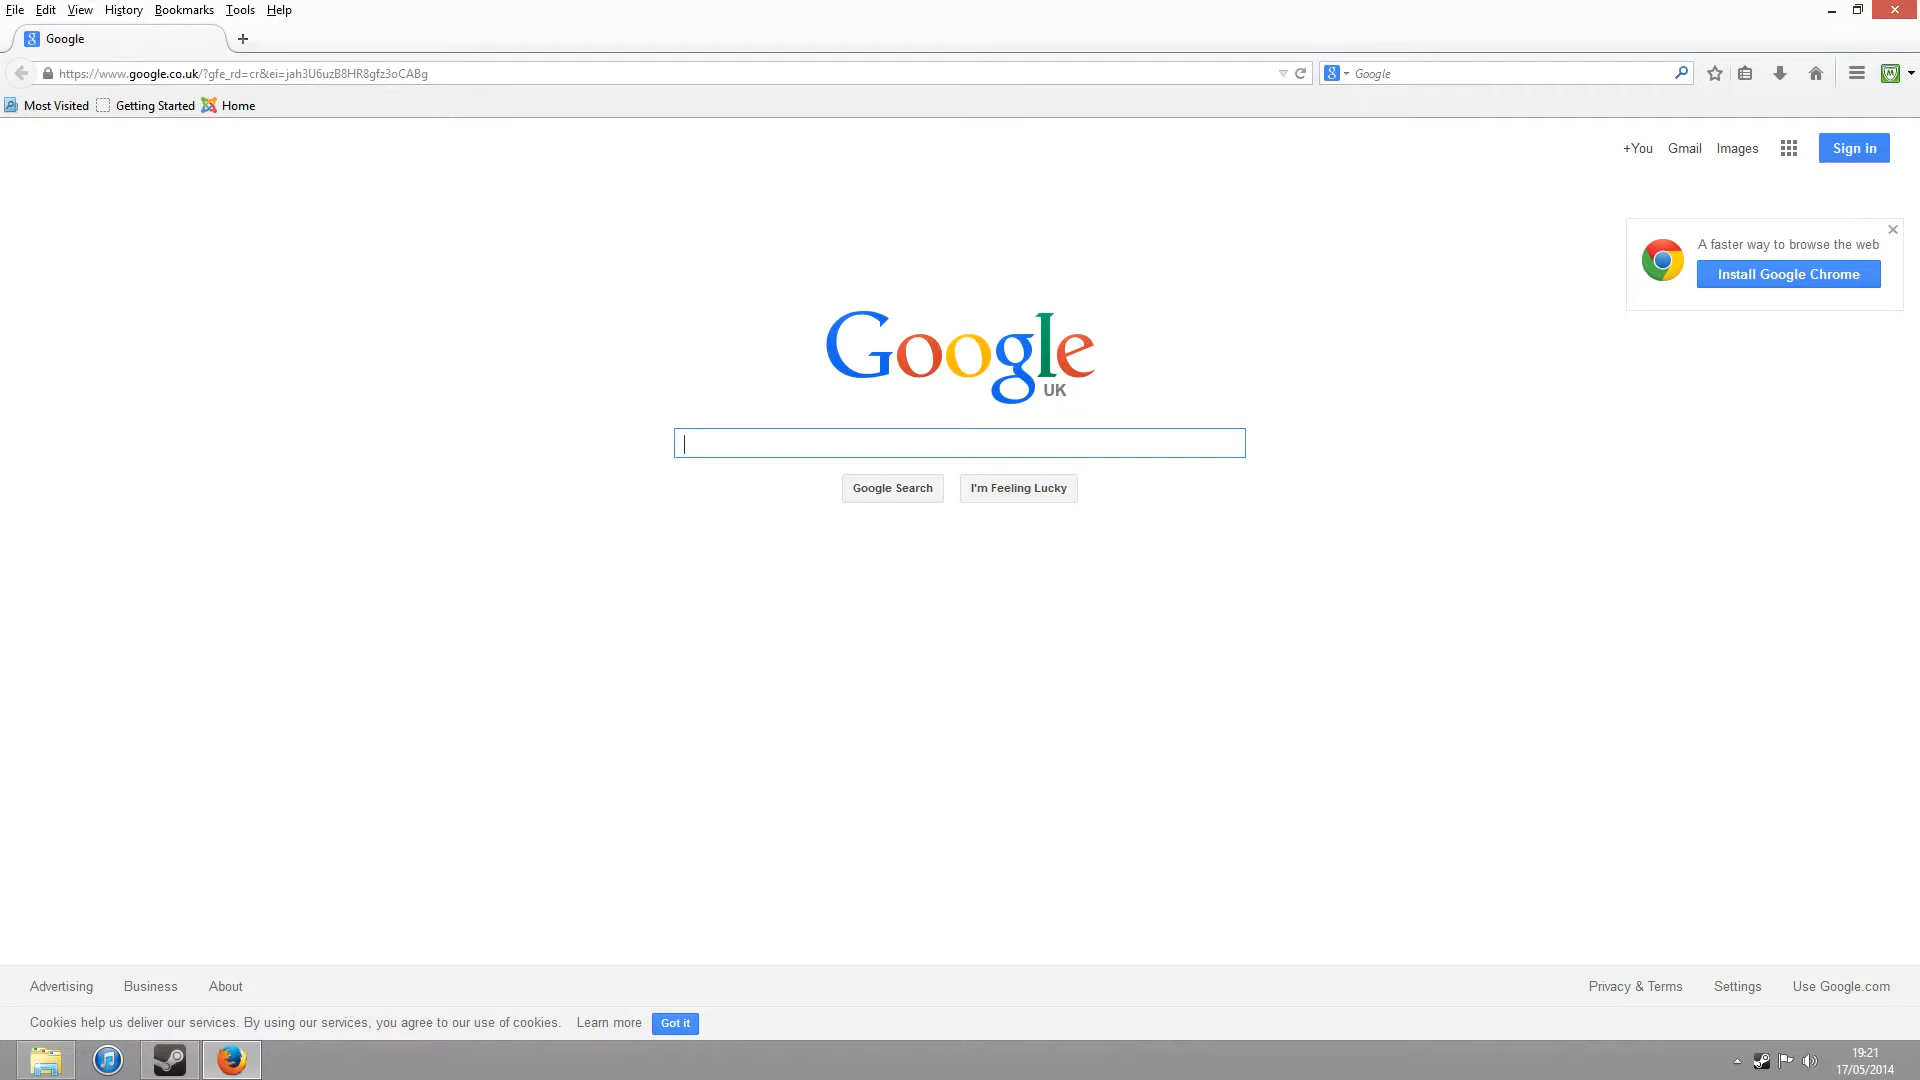 File Edit View History Bookmarks Tools Help
Google
https://www.google.co.uk/?gfe_rd=cr&ei=jah3U6uzB8HR8gfz3oCABg
Google
Most Visited Getting Started Home
+You Gmail Images Sign in
A faster way to browse the web
Install Google Chrome
Google
UK
Google Search I'm Feeling Lucky
Advertising Business About Privacy & Terms Settings Use Google.com
Cookies help us deliver our services. By using our services, you agree to our use of cookies. Learn more Got it
19:21
17/05/2014